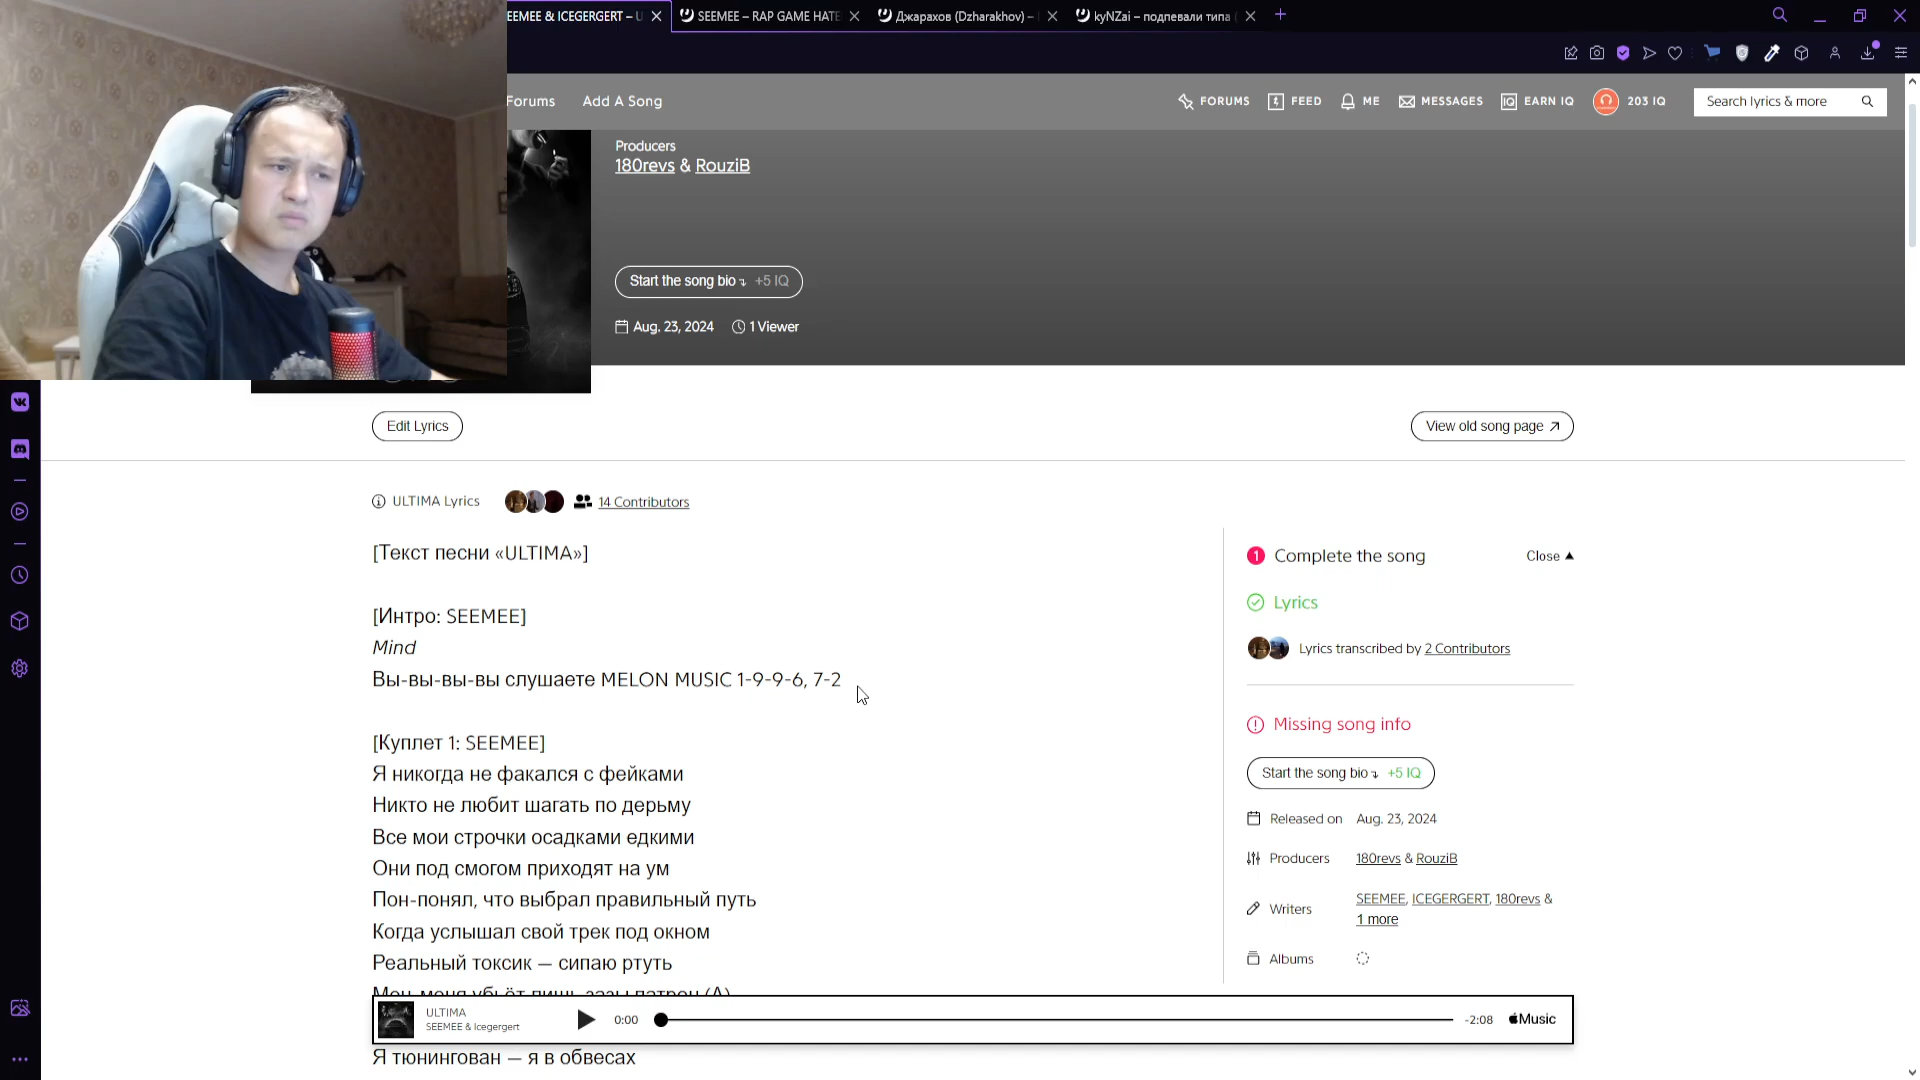 EEMEE & ICEGERGERT – U
SEEMEE – RAP GAME HATE
Джарахов (Dzharakhov) –
kyNZai – подпевали типа
Forums
Add A Song
FORUMS
FEED
ME
MESSAGES
IQ EARN IQ
203 IQ
Search lyrics & more
Producers
180revs & RouziB
Start the song bio +5 IQ
Aug. 23, 2024
1 Viewer
Edit Lyrics
View old song page
ULTIMA Lyrics
14 Contributors
[Текст песни «ULTIMA»]
[Интро: SEEMEE]
Mind
Вы-вы-вы-вы слушаете MELON MUSIC 1-9-9-6, 7-2
[Куплет 1: SEEMEE]
Я никогда не факался с фейками
Никто не любит шагать по дерьму
Все мои строчки осадками едкими
Они под смогом приходят на ум
Пон-понял, что выбрал правильный путь
Когда услышал свой трек под окном
Реальный токсик — сипаю ртуть
Я тюнингован — я в обвесах
1 Complete the song
Close
Lyrics
Lyrics transcribed by 2 Contributors
Missing song info
Start the song bio +5 IQ
Released on Aug. 23, 2024
Producers 180revs & RouziB
Writers SEEMEE, ICEGERGERT, 180revs &
1 more
Albums
ULTIMA
SEEMEE & Icegergert
0:00
-2:08
Music